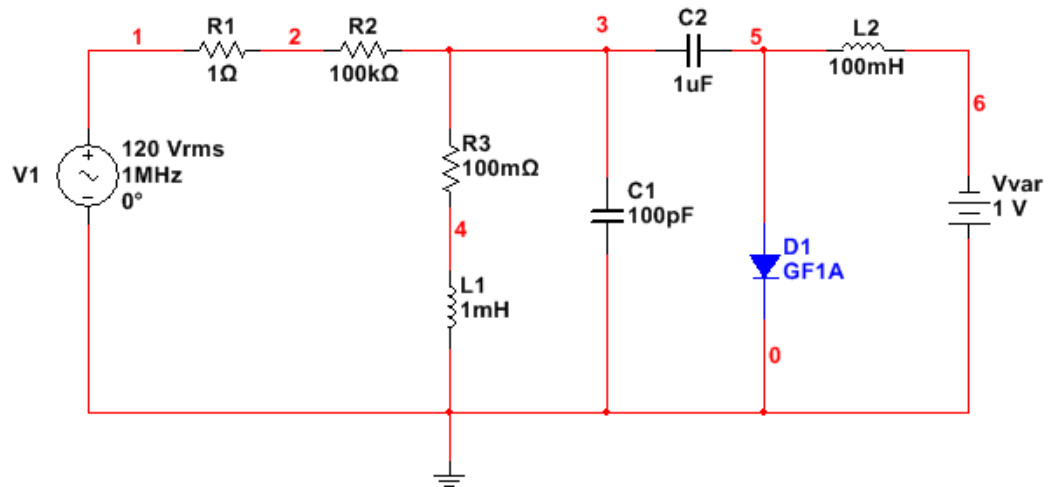 1
R1
1Ω
2
R2
100kΩ
3
C2
1uF
5
L2
100mH
6
V1
120 Vrms
1MHz
0°
R3
100mΩ
4
L1
1mH
C1
100pF
D1
GF1A
0
Vvar
1 V